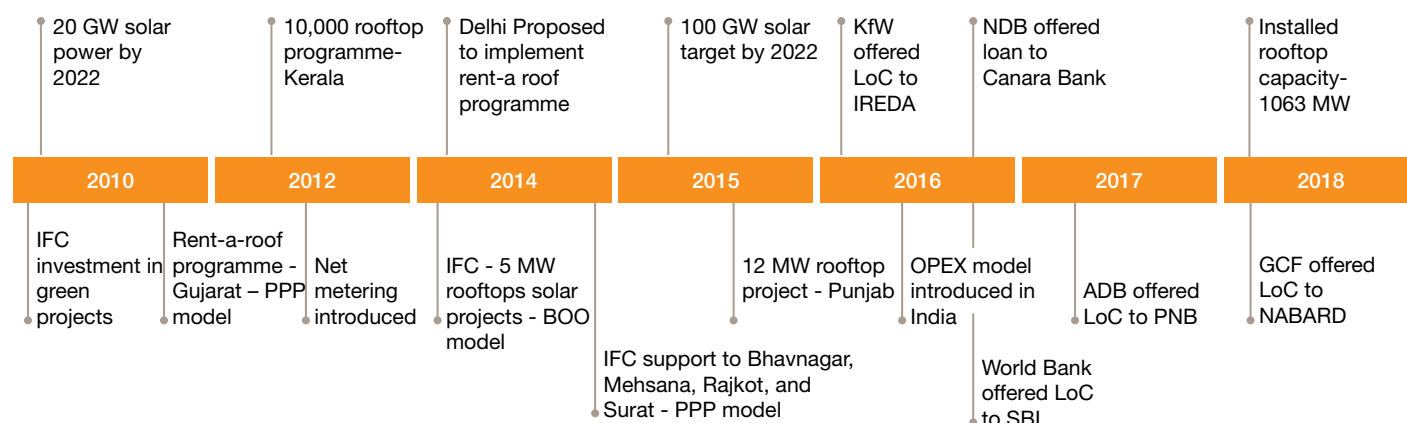 20 GW solar
power by
2022
10,000 rooftop
programme-
Kerala
Delhi Proposed
to implement
rent-a roof
programme
100 GW solar
target by 2022
KfW
offered
LoC to
IREDA
NDB offered
loan to
Canara Bank
Installed
rooftop
capacity-
1063 MW
2010
2012
2014
2015
2016
2017
2018
IFC
investment in
green
projects
Rent-a-roof
programme -
Gujarat – PPP
model
Net
metering
introduced
IFC - 5 MW
rooftops solar
projects - BOO
model
IFC support to Bhavnagar,
Mehsana, Rajkot, and
Surat - PPP model
12 MW rooftop
project - Punjab
OPEX model
introduced in
India
World Bank
offered LoC
to SBI
ADB offered
LoC to PNB
GCF offered
LoC to
NABARD